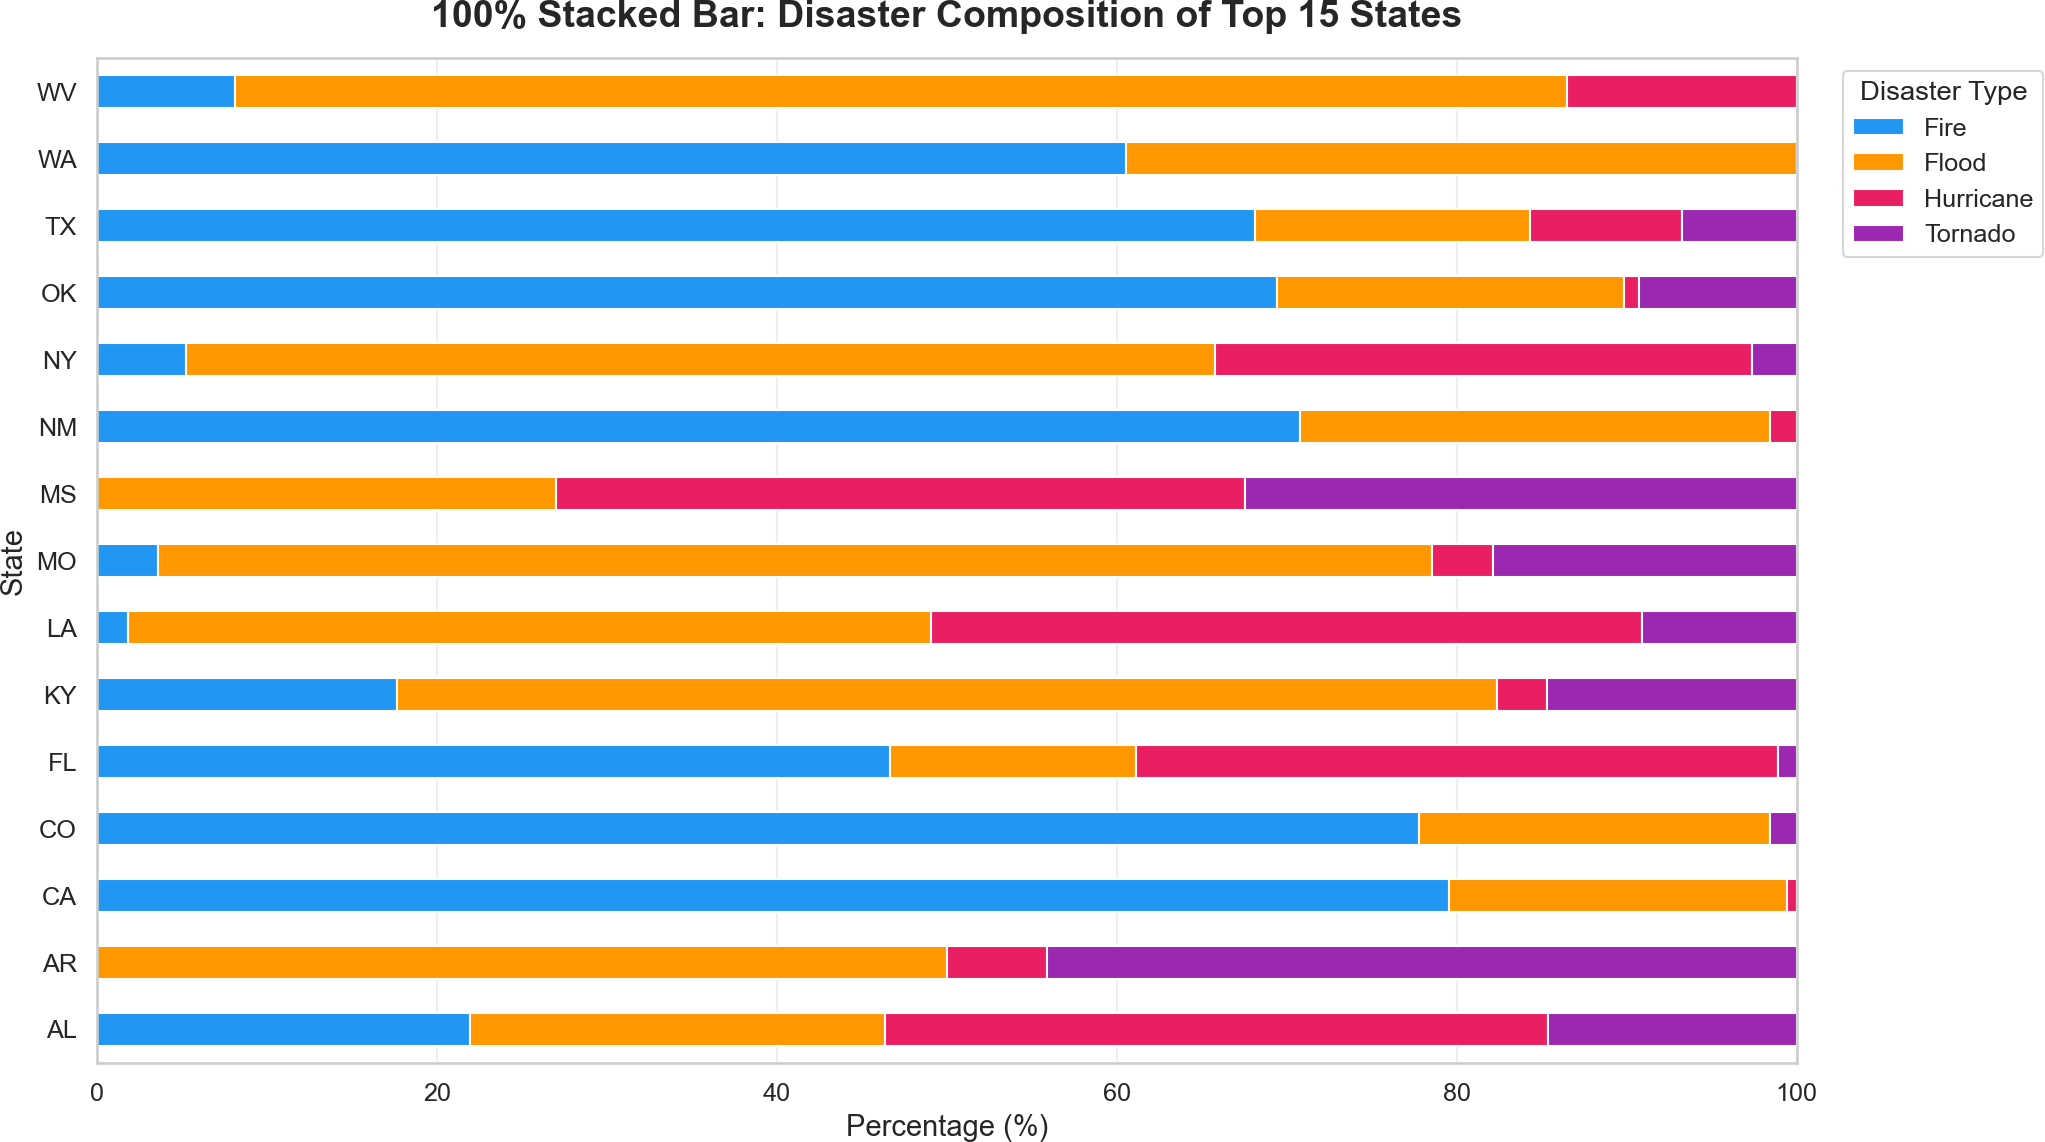 100% Stacked Bar: Disaster Composition of Top 15 States
Disaster Type
Fire
Flood
Hurricane
Tornado
State
WV
WA
TX
OK
NY
NM
MS
MO
LA
KY
FL
CO
CA
AR
AL
0 20 40 60 80 100
Percentage (%)